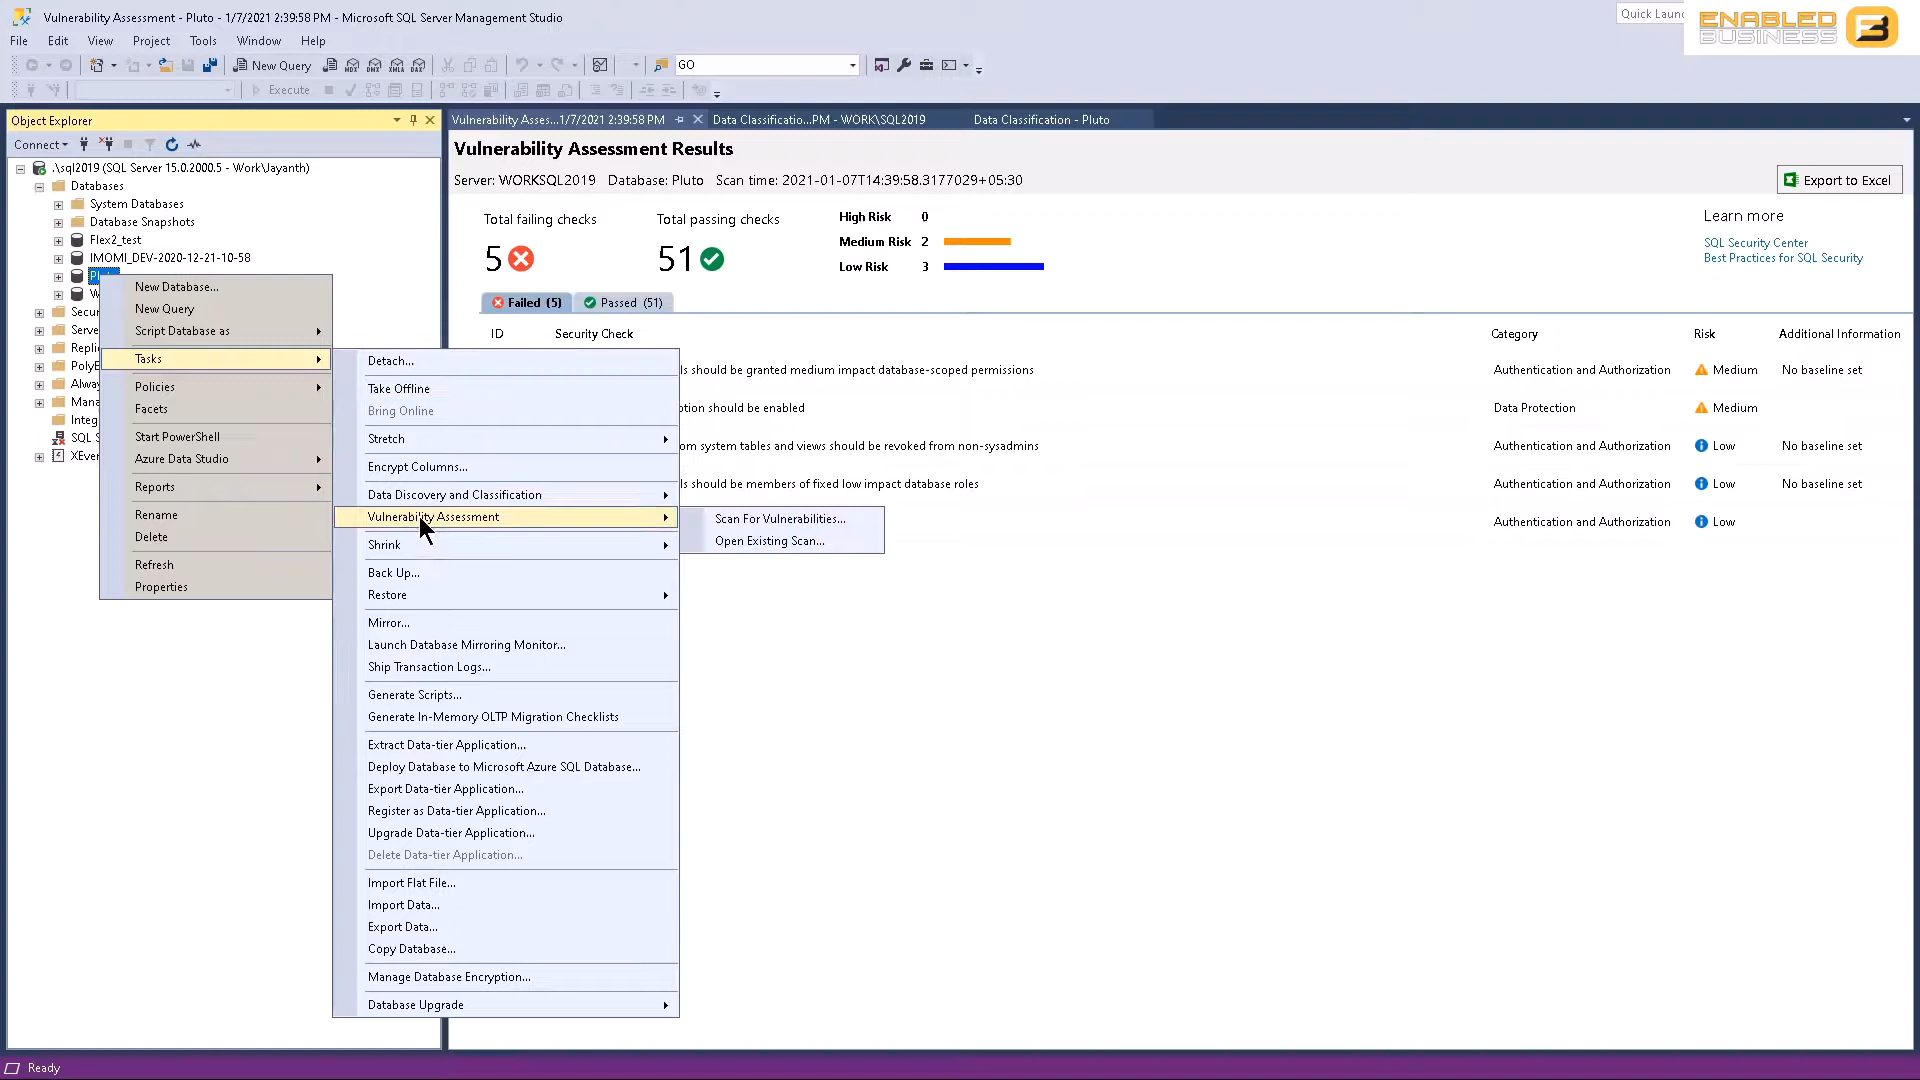 Vulnerability Assessment - Pluto - 1/7/2021 2:39:58 PM - Microsoft SQL Server Management Studio
Quick Launc
ENABLED
BUSINESS
File Edit View Project Tools Window Help
New Query
MDX DMX XMLA DAX
GO
Execute
Object Explorer
Connect
.\sql2019 (SQL Server 15.0.2000.5 - Work\Jayanth)
Databases
System Databases
Database Snapshots
Flex2_test
IMOMI_DEV-2020-12-21-10-58
W
Secur
Serve
Replic
PolyB
Alway
Mana
Integ
SQL S
XEver
New Database...
New Query
Script Database as
Tasks
Policies
Facets
Start PowerShell
Azure Data Studio
Reports
Rename
Delete
Refresh
Properties
Detach...
Take Offline
Bring Online
Stretch
Encrypt Columns...
Data Discovery and Classification
Vulnerability Assessment
Shrink
Back Up...
Restore
Mirror...
Launch Database Mirroring Monitor...
Ship Transaction Logs...
Generate Scripts...
Generate In-Memory OLTP Migration Checklists
Extract Data-tier Application...
Deploy Database to Microsoft Azure SQL Database...
Export Data-tier Application...
Register as Data-tier Application...
Upgrade Data-tier Application...
Delete Data-tier Application...
Import Flat File...
Import Data...
Export Data...
Copy Database...
Manage Database Encryption...
Database Upgrade
Scan For Vulnerabilities...
Open Existing Scan...
Vulnerability Asses...1/7/2021 2:39:58 PM Data Classificatio...PM - WORK\SQL2019 Data Classification - Pluto
Vulnerability Assessment Results
Server: WORKSQL2019 Database: Pluto Scan time: 2021-01-07T14:39:58.3177029+05:30
Export to Excel
Total failing checks Total passing checks
5 51
High Risk 0
Medium Risk 2
Low Risk 3
Learn more
SQL Security Center
Best Practices for SQL Security
Failed (5) Passed (51)
ID Security Check Category Risk Additional Information
ls should be granted medium impact database-scoped permissions Authentication and Authorization Medium No baseline set
ption should be enabled Data Protection Medium
om system tables and views should be revoked from non-sysadmins Authentication and Authorization Low No baseline set
ls should be members of fixed low impact database roles Authentication and Authorization Low No baseline set
Authentication and Authorization Low
Ready